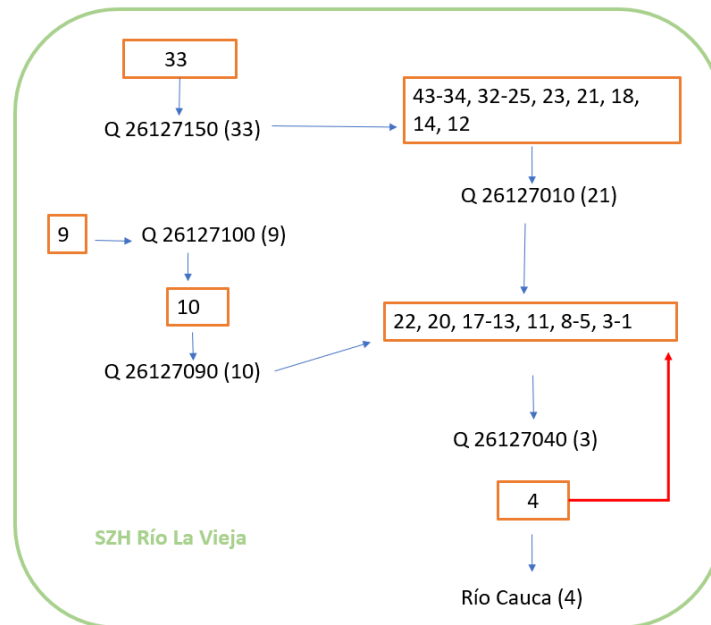 33
43-34, 32-25, 23, 21, 18,
14, 12
Q 26127150 (33)
Q 26127010 (21)
9
Q 26127100 (9)
10
22, 20, 17-13, 11, 8-5, 3-1
Q 26127090 (10)
Q 26127040 (3)
4
SZH Río La Vieja
Río Cauca (4)